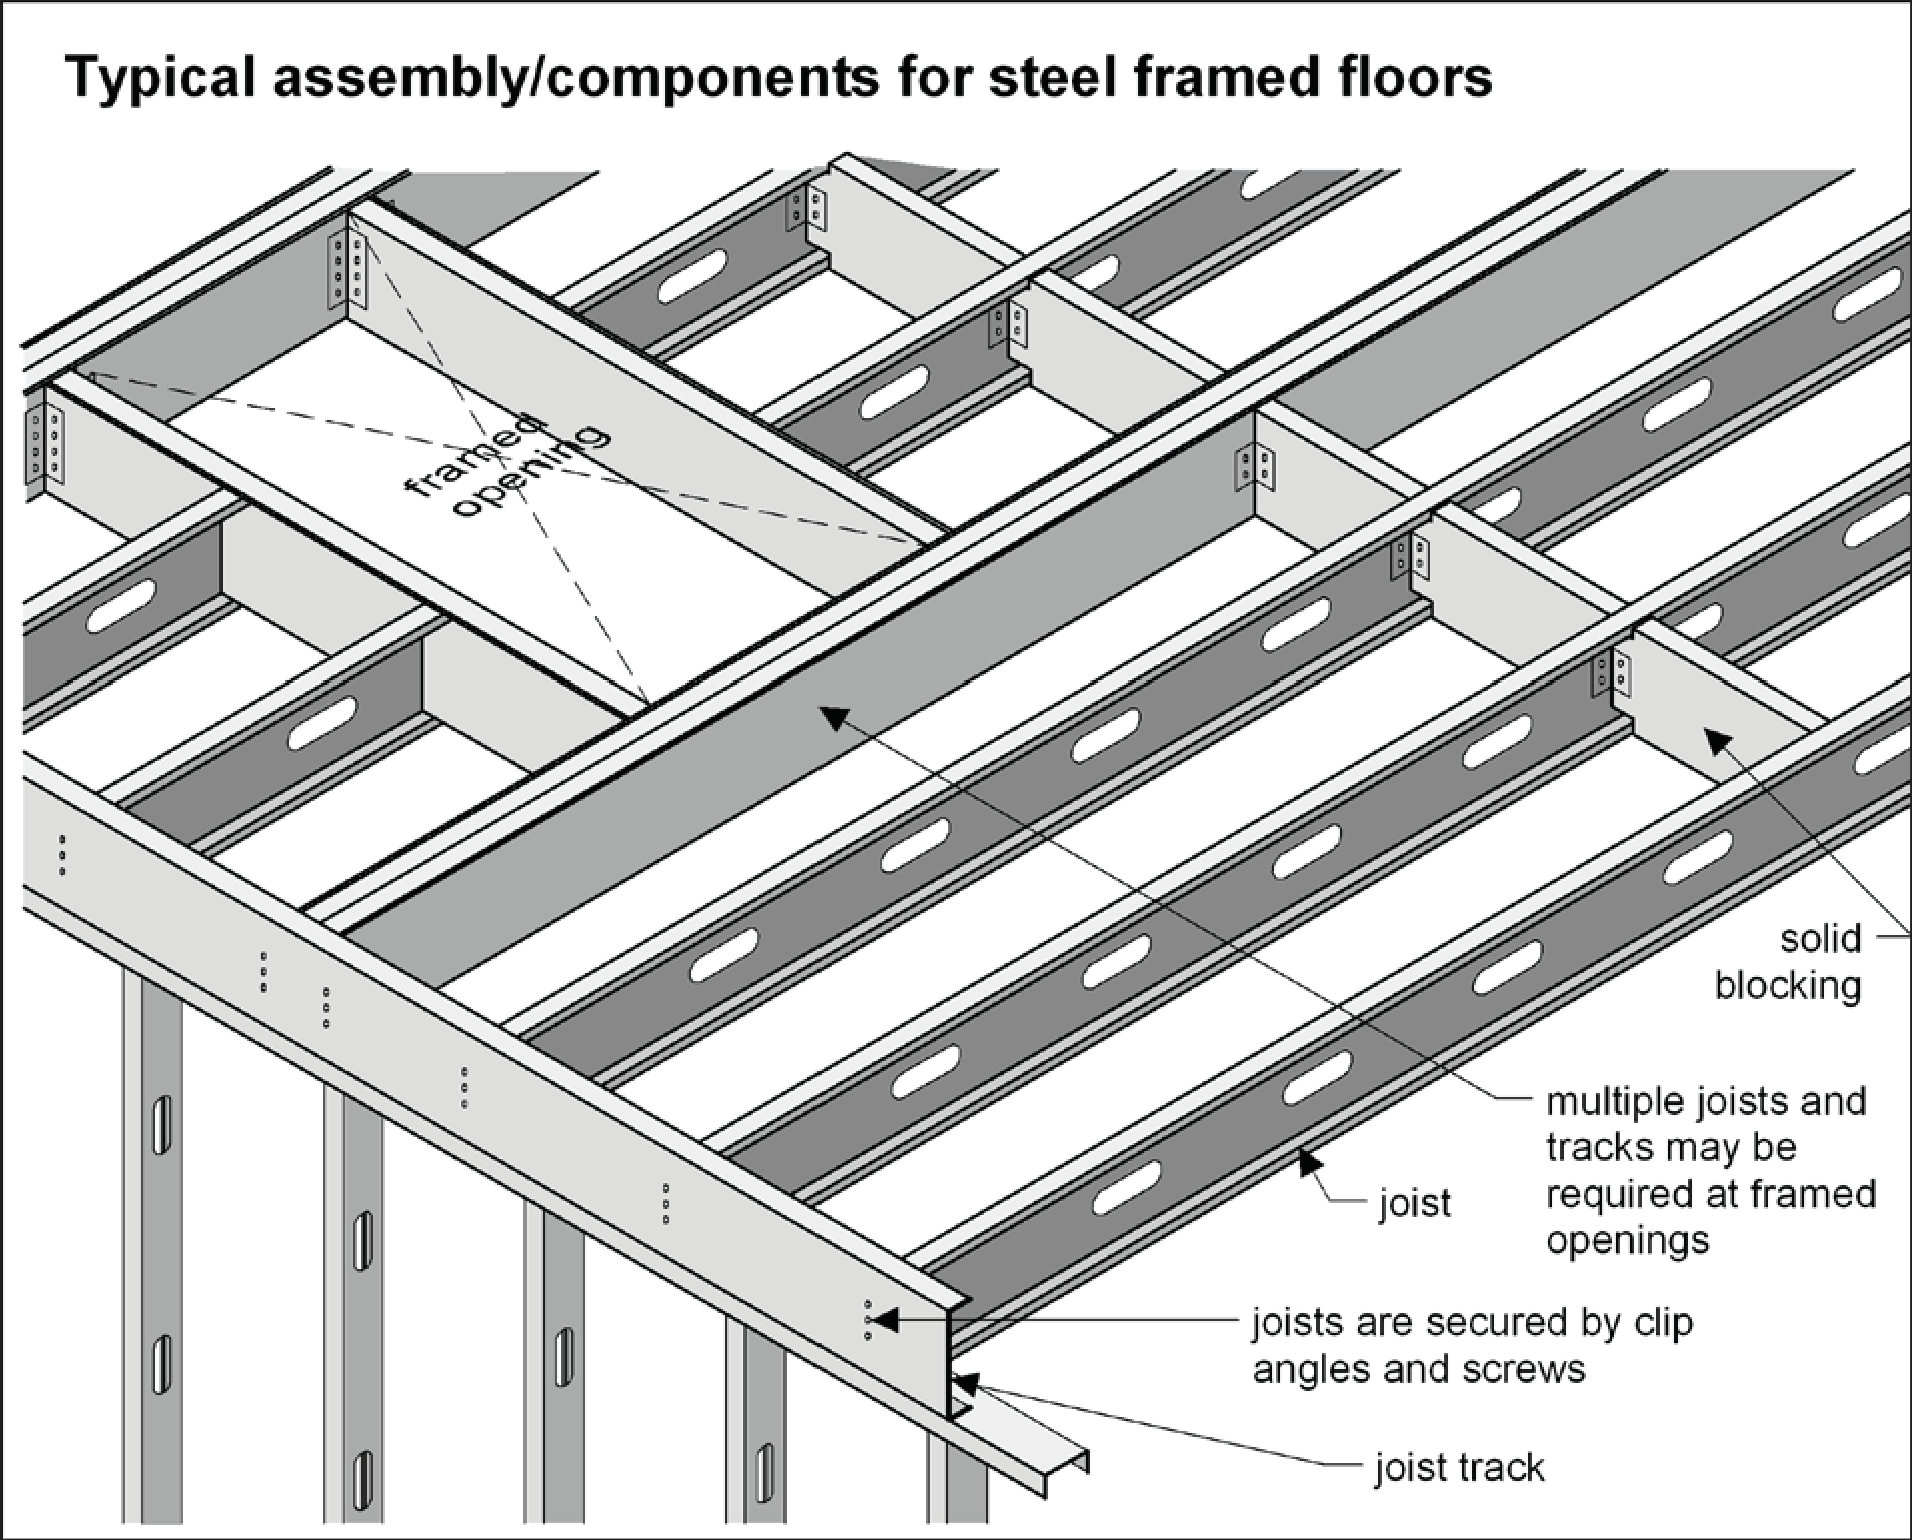 Typical assembly/components for steel framed floors
framed
opening
solid
blocking
multiple joists and
tracks may be
required at framed
openings
joist
joists are secured by clip
angles and screws
joist track